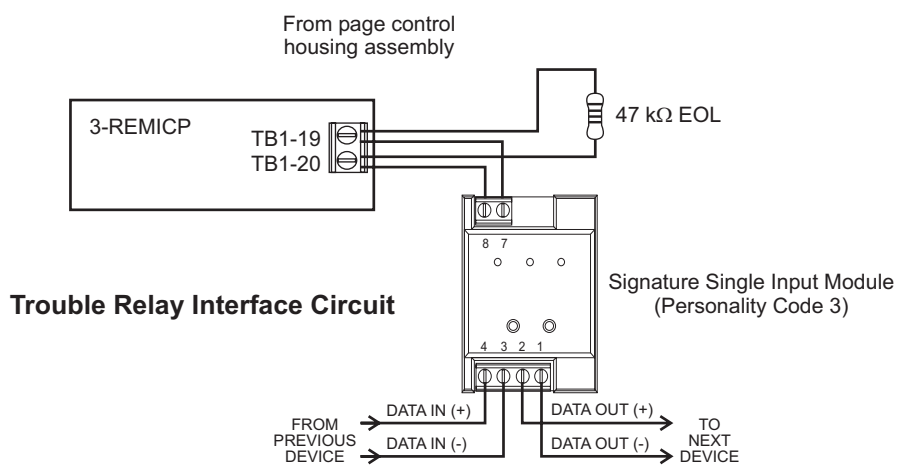 From page control
housing assembly
3-REMICP
TB1-19
TB1-20
47 kΩ EOL
8 7
Trouble Relay Interface Circuit
Signature Single Input Module
(Personality Code 3)
4 3 2 1
FROM
PREVIOUS
DEVICE
DATA IN (+)
DATA IN (-)
DATA OUT (+)
DATA OUT (-)
TO
NEXT
DEVICE